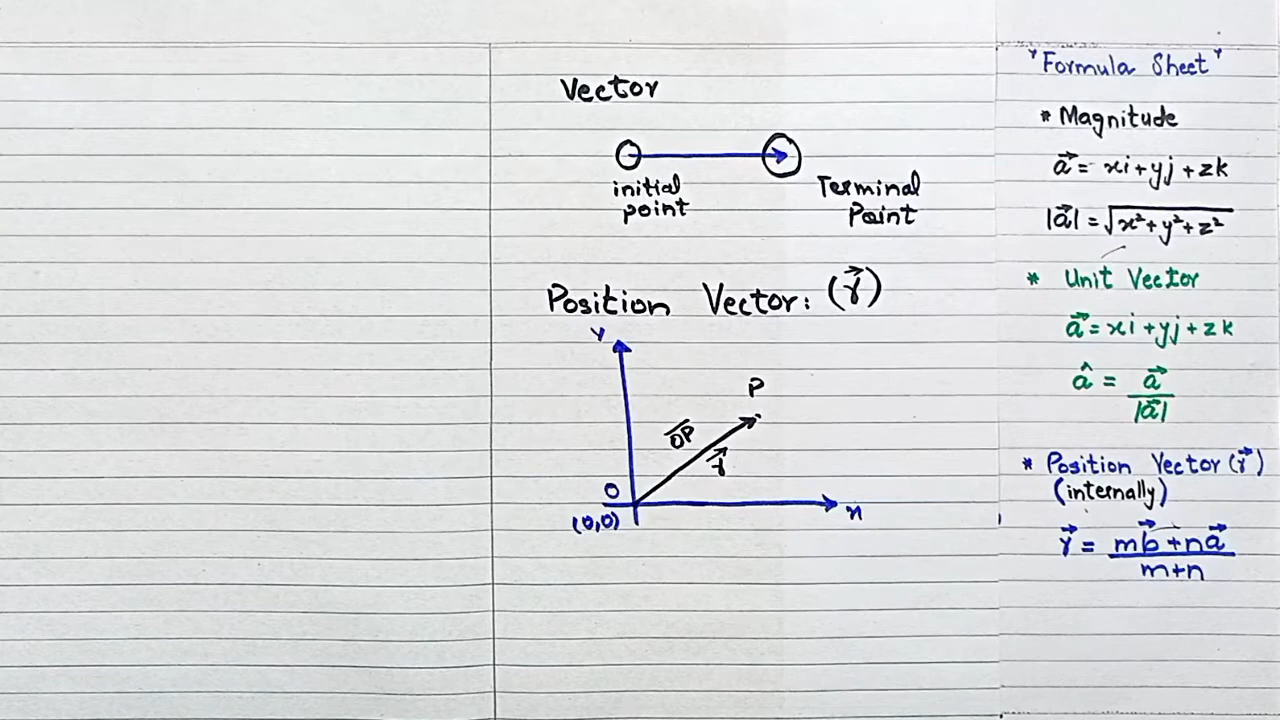 Vector
initial
point
Terminal
Point
Position Vector: (r⃗)
Y
P
OP
r⃗
O
(0,0)
x
"Formula Sheet"
* Magnitude
a⃗ = xi+yj+zk
|a⃗| = √x²+y²+z²
* Unit Vector
a⃗ = xi+yj+zk
â = a⃗
|a⃗|
* Position Vector (r⃗)
(internally)
r⃗ = mb⃗+na⃗
m+n